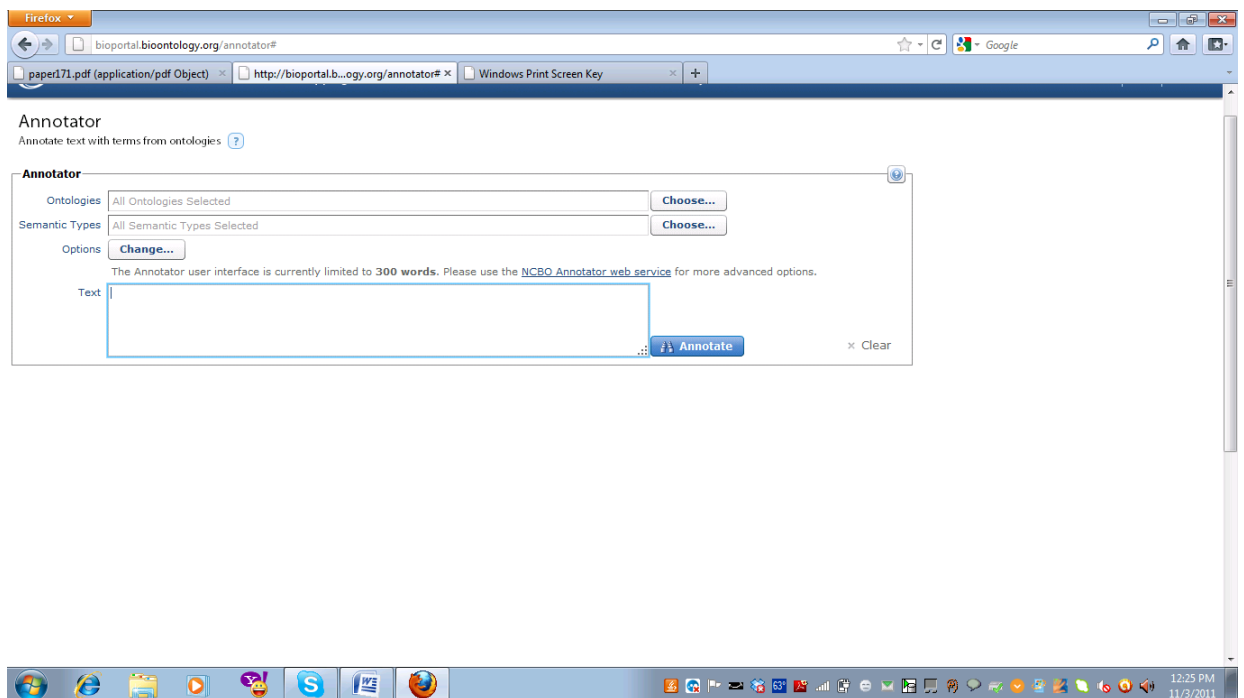 Firefox
bioportal.bioontology.org/annotator#
Google
paper171.pdf (application/pdf Object) ×
http://bioportal.b...ogy.org/annotator# ×
Windows Print Screen Key ×
+
Annotator
Annotate text with terms from ontologies ?
Annotator
Ontologies All Ontologies Selected Choose...
Semantic Types All Semantic Types Selected Choose...
Options Change...
The Annotator user interface is currently limited to 300 words. Please use the NCBO Annotator web service for more advanced options.
Text
Annotate × Clear
63°
12:25 PM
11/3/2011